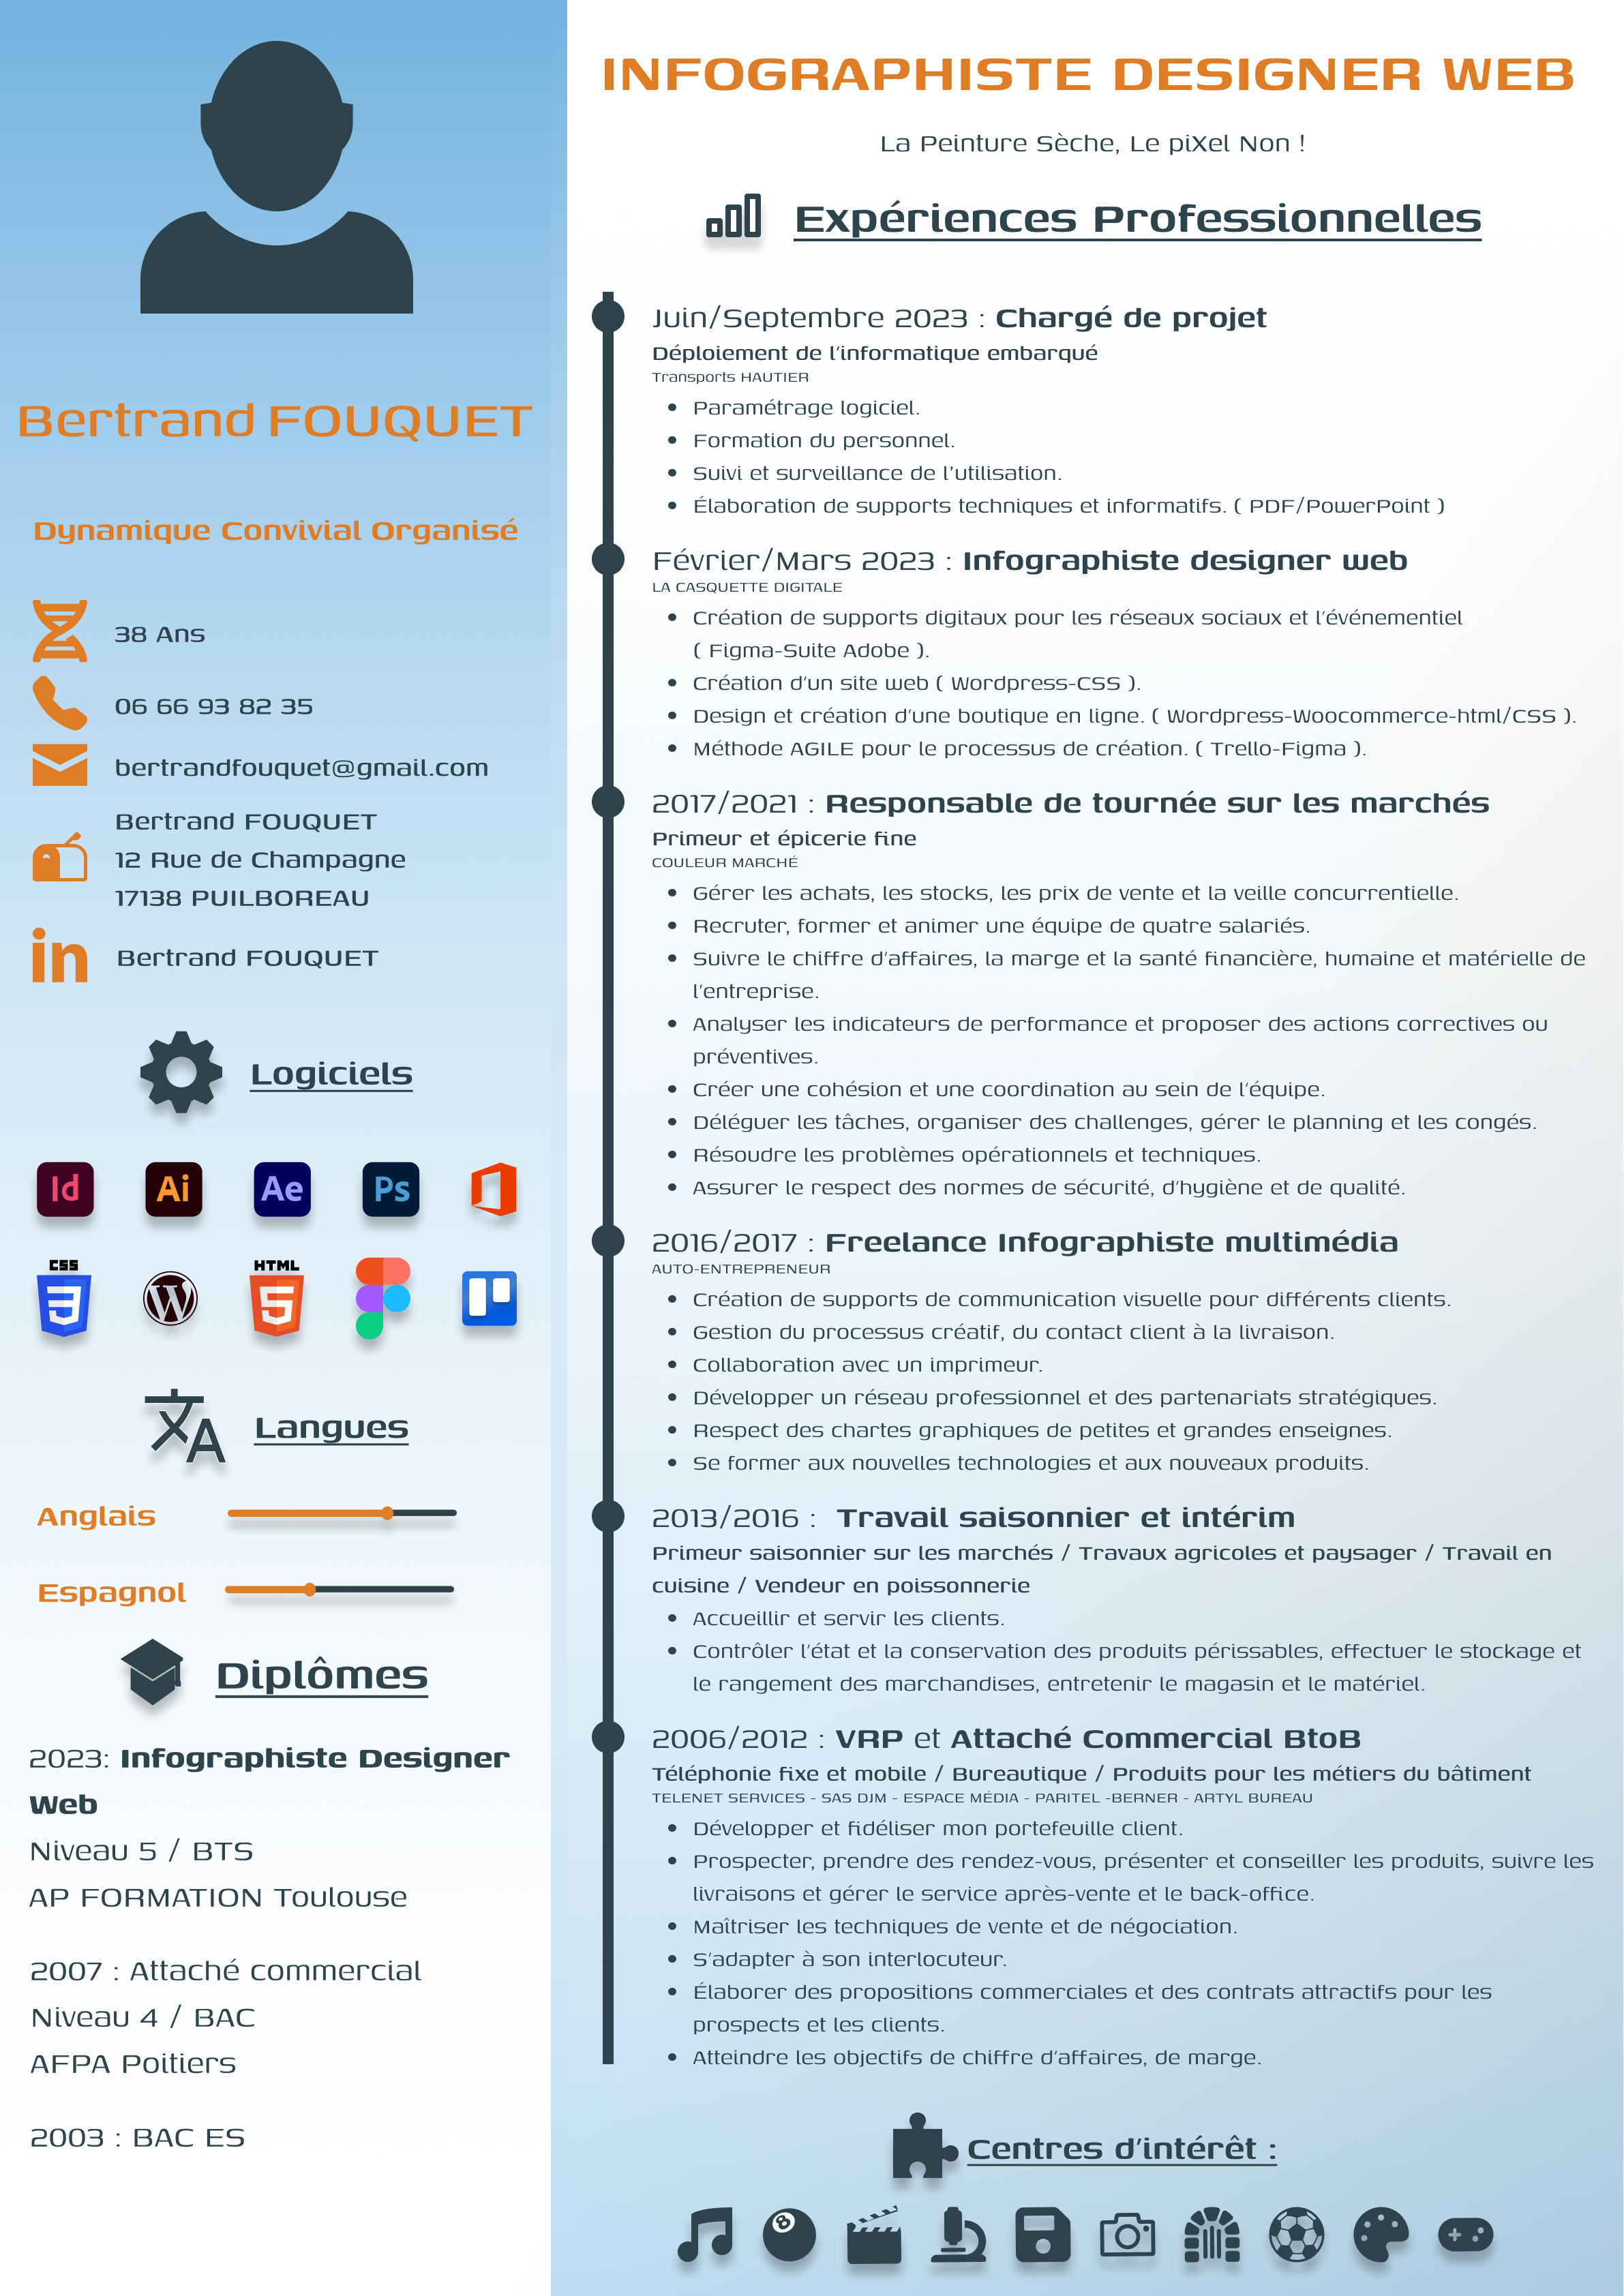 Bertrand FOUQUET
Dynamique Convivial Organisé
38 Ans
06 66 93 82 35
bertrandfouquet@gmail.com
Bertrand FOUQUET
12 Rue de Champagne
17138 PUILBOREAU
in
Bertrand FOUQUET
Logiciels
Id Ai Ae Ps
CSS
3
W
HTML
5
Langues
Anglais
Espagnol
Diplômes
2023: Infographiste Designer
Web
Niveau 5 / BTS
AP FORMATION Toulouse
2007 : Attaché commercial
Niveau 4 / BAC
AFPA Poitiers
2003 : BAC ES
INFOGRAPHISTE DESIGNER WEB
La Peinture Sèche, Le piXel Non !
Expériences Professionnelles
Juin/Septembre 2023 : Chargé de projet
Déploiement de l'informatique embarqué
Transports HAUTIER
• Paramétrage logiciel.
• Formation du personnel.
• Suivi et surveillance de l'utilisation.
• Élaboration de supports techniques et informatifs. ( PDF/PowerPoint )
Février/Mars 2023 : Infographiste designer web
LA CASQUETTE DIGITALE
• Création de supports digitaux pour les réseaux sociaux et l'événementiel
( Figma-Suite Adobe ).
• Création d'un site web ( Wordpress-CSS ).
• Design et création d'une boutique en ligne. ( Wordpress-Woocommerce-html/CSS ).
• Méthode AGILE pour le processus de création. ( Trello-Figma ).
2017/2021 : Responsable de tournée sur les marchés
Primeur et épicerie fine
COULEUR MARCHÉ
• Gérer les achats, les stocks, les prix de vente et la veille concurrentielle.
• Recruter, former et animer une équipe de quatre salariés.
• Suivre le chiffre d'affaires, la marge et la santé financière, humaine et matérielle de
l'entreprise.
• Analyser les indicateurs de performance et proposer des actions correctives ou
préventives.
• Créer une cohésion et une coordination au sein de l'équipe.
• Déléguer les tâches, organiser des challenges, gérer le planning et les congés.
• Résoudre les problèmes opérationnels et techniques.
• Assurer le respect des normes de sécurité, d'hygiène et de qualité.
2016/2017 : Freelance Infographiste multimédia
AUTO-ENTREPRENEUR
• Création de supports de communication visuelle pour différents clients.
• Gestion du processus créatif, du contact client à la livraison.
• Collaboration avec un imprimeur.
• Développer un réseau professionnel et des partenariats stratégiques.
• Respect des chartes graphiques de petites et grandes enseignes.
• Se former aux nouvelles technologies et aux nouveaux produits.
2013/2016 : Travail saisonnier et intérim
Primeur saisonnier sur les marchés / Travaux agricoles et paysager / Travail en
cuisine / Vendeur en poissonnerie
• Accueillir et servir les clients.
• Contrôler l'état et la conservation des produits périssables, effectuer le stockage et
le rangement des marchandises, entretenir le magasin et le matériel.
2006/2012 : VRP et Attaché Commercial BtoB
Téléphonie fixe et mobile / Bureautique / Produits pour les métiers du bâtiment
TELENET SERVICES - SAS DJM - ESPACE MÉDIA - PARITEL -BERNER - ARTYL BUREAU
• Développer et fidéliser mon portefeuille client.
• Prospecter, prendre des rendez-vous, présenter et conseiller les produits, suivre les
livraisons et gérer le service après-vente et le back-office.
• Maîtriser les techniques de vente et de négociation.
• S'adapter à son interlocuteur.
• Élaborer des propositions commerciales et des contrats attractifs pour les
prospects et les clients.
• Atteindre les objectifs de chiffre d'affaires, de marge.
Centres d'intérêt :
8